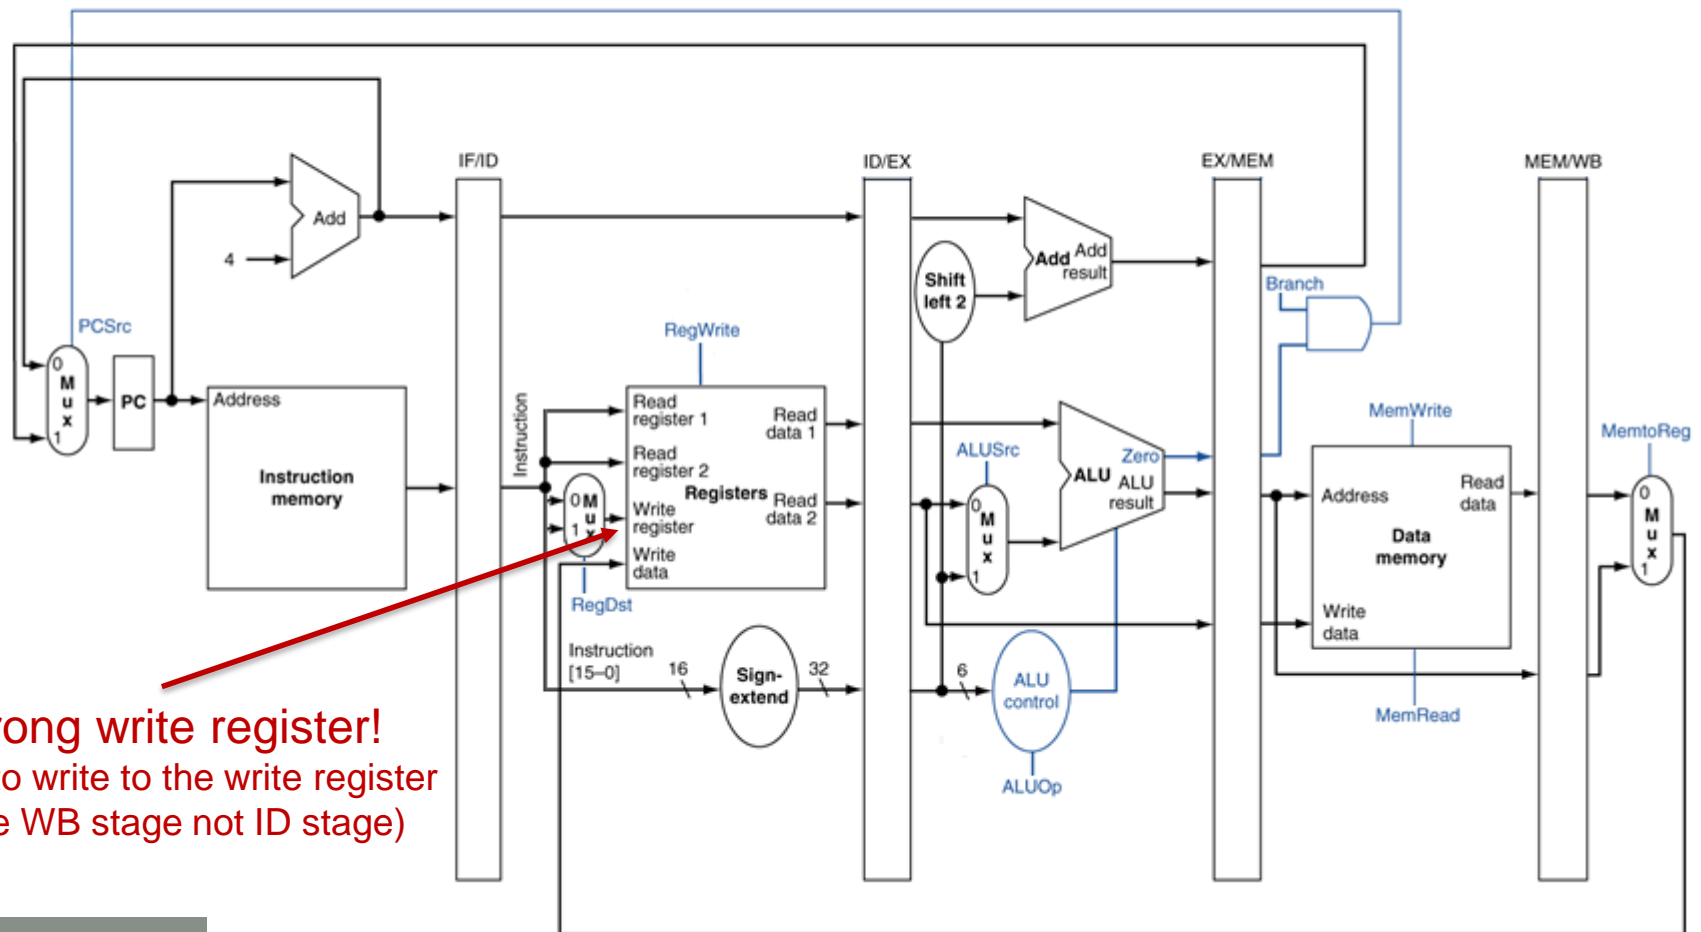 IF/ID
ID/EX
EX/MEM
MEM/WB
Add
4
Shift
left 2
Add
Add
result
Branch
PCSrc
RegWrite
0
M
u
x
1
PC
Address
Instruction
memory
Instruction
Read
register 1
Read
register 2
Write
register
Write
data
Registers
Read
data 1
Read
data 2
0
M
u
x
1
RegDst
ALUSrc
0
M
u
x
1
Zero
ALU
ALU
result
MemWrite
Address
Read
data
Data
memory
Write
data
MemRead
MemtoReg
0
M
u
x
1
Instruction
[15–0]
16
Sign-
extend
32
6
ALU
control
ALUOp
rong write register!
o write to the write register
e WB stage not ID stage)